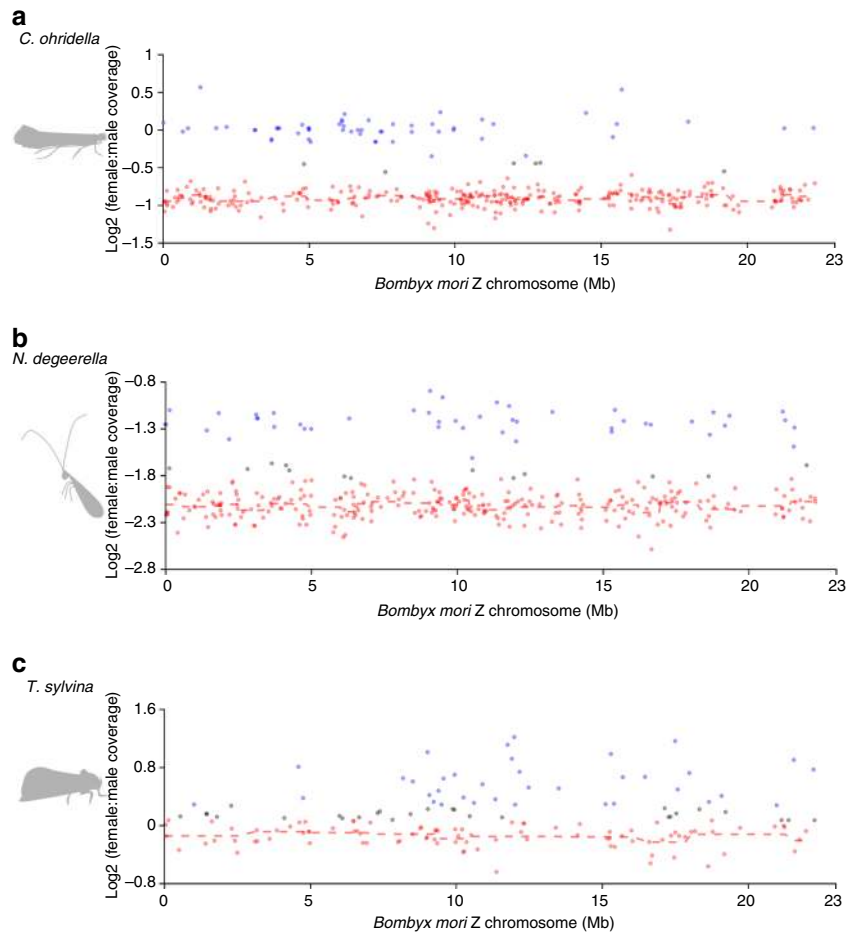 a
C. ohridella
Log2 (female:male coverage)
1
0.5
0
–0.5
–1
–1.5
0 5 10 15 20 23
Bombyx mori Z chromosome (Mb)
b
N. degeerella
Log2 (female:male coverage)
–0.8
–1.3
–1.8
–2.3
–2.8
0 5 10 15 20 23
Bombyx mori Z chromosome (Mb)
c
T. sylvina
Log2 (female:male coverage)
1.6
0.8
0
–0.8
0 5 10 15 20 23
Bombyx mori Z chromosome (Mb)